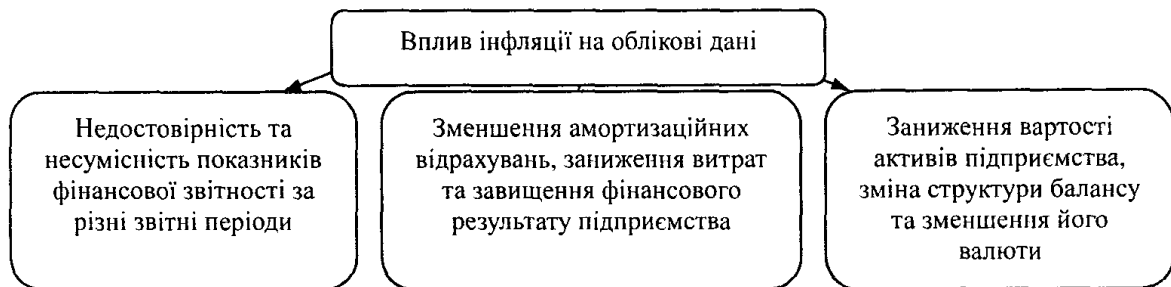 Вплив інфляції на облікові дані
Недостовірність та
несумісність показників
фінансової звітності за
різні звітні періоди
Зменшення амортизаційних
відрахувань, заниження витрат
та завищення фінансового
результату підприємства
Заниження вартості
активів підприємства,
зміна структури балансу
та зменшення його
валюти